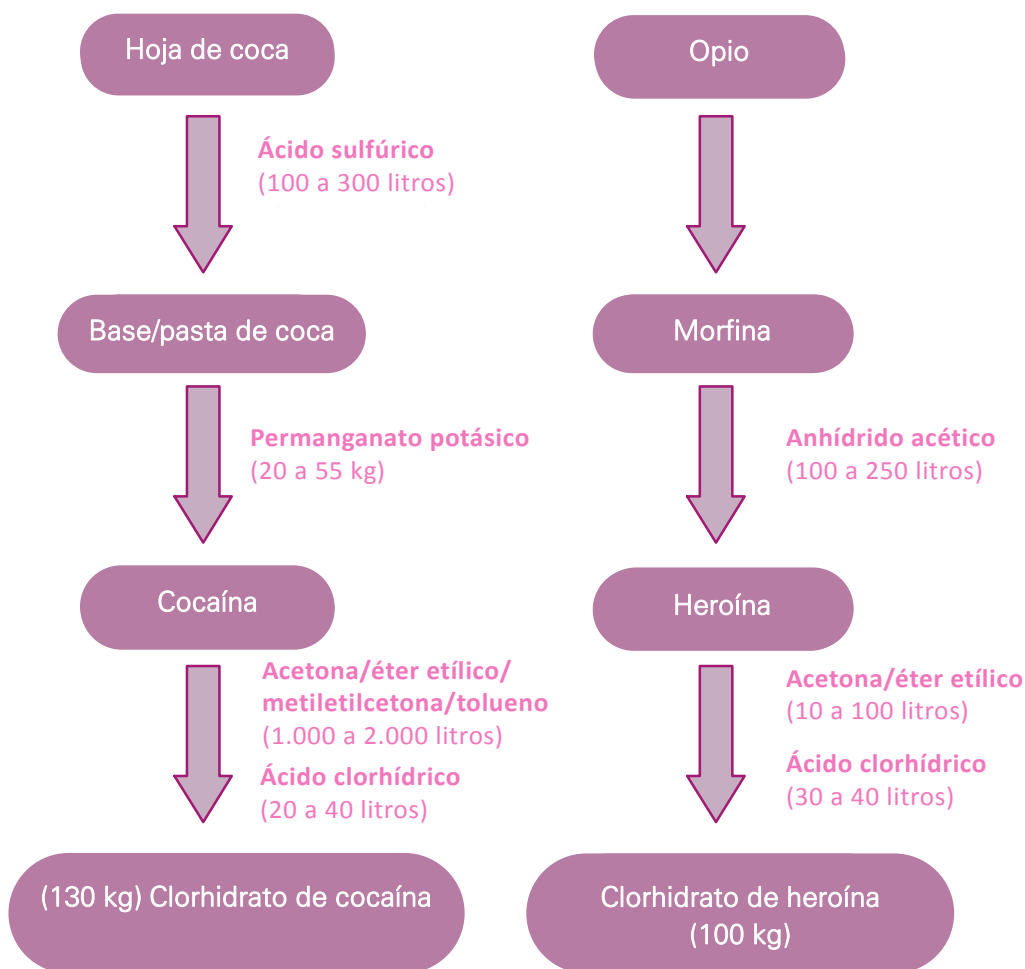 Hoja de coca
Ácido sulfúrico
(100 a 300 litros)
Base/pasta de coca
Permanganato potásico
(20 a 55 kg)
Cocaína
Acetona/éter etílico/
metiletilcetona/tolueno
(1.000 a 2.000 litros)
Ácido clorhídrico
(20 a 40 litros)
(130 kg) Clorhidrato de cocaína
Opio
Morfina
Anhídrido acético
(100 a 250 litros)
Heroína
Acetona/éter etílico
(10 a 100 litros)
Ácido clorhídrico
(30 a 40 litros)
Clorhidrato de heroína
(100 kg)